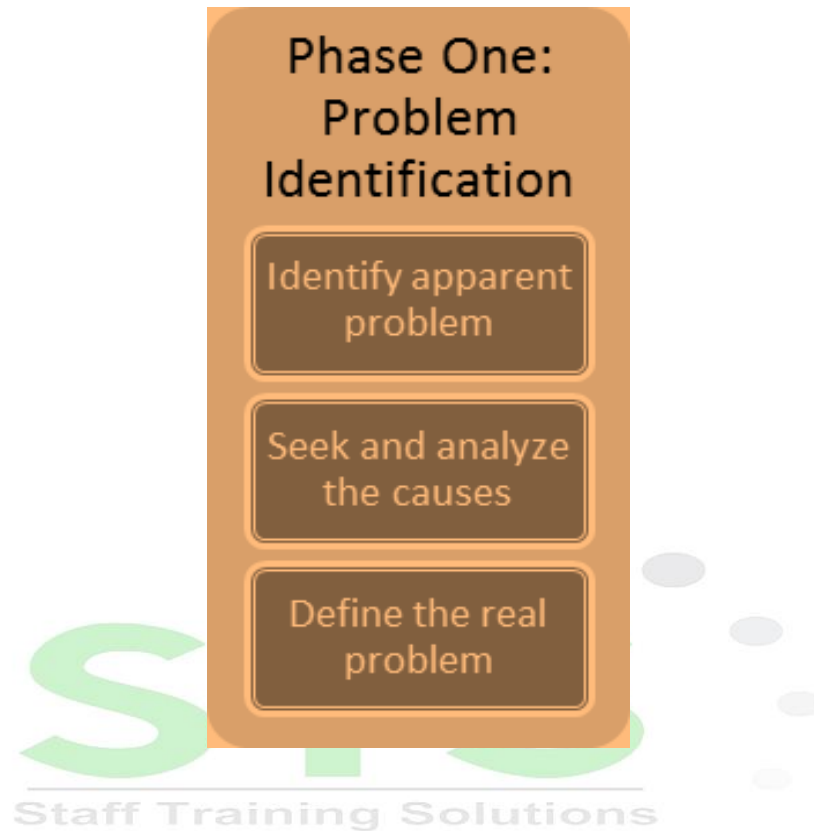 Phase One:
Problem
Identification
Identify apparent
problem
Seek and analyze
the causes
Define the real
problem
STS
Staff Training Solutions